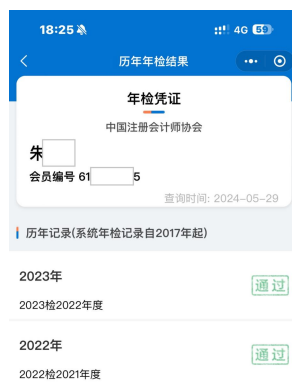 18:25 4G 59
历年年检结果
年检凭证
中国注册会计师协会
朱
会员编号 61 5
查询时间: 2024-05-29
历年记录(系统年检记录自2017年起)
2023年
通过
2023检2022年度
2022年
通过
2022检2021年度